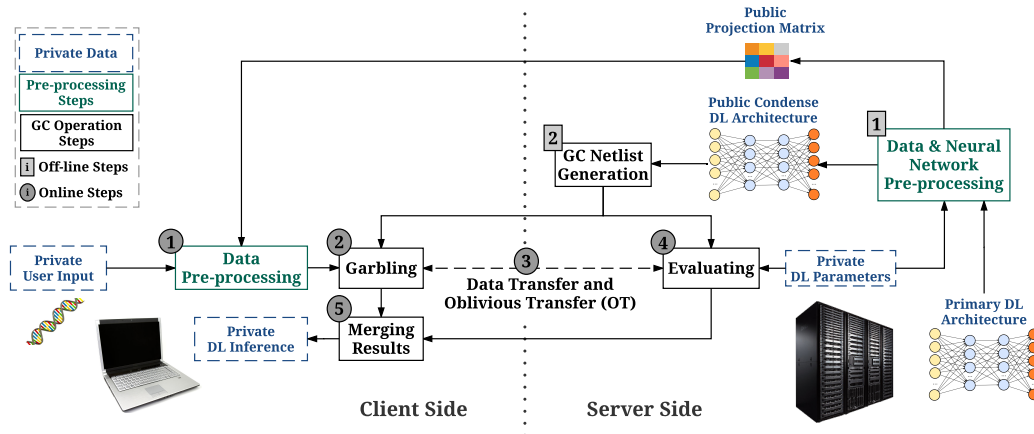 Private Data
Pre-processing
Steps
GC Operation
Steps
i Off-line Steps
i Online Steps
Public
Projection Matrix
Public Condense
DL Architecture
1
Data & Neural
Network
Pre-processing
2
GC Netlist
Generation
Private
User Input
1
Data
Pre-processing
2
Garbling
3
Data Transfer and
Oblivious Transfer (OT)
4
Evaluating
Private
DL Parameters
5
Merging
Results
Private
DL Inference
Primary DL
Architecture
Client Side
Server Side